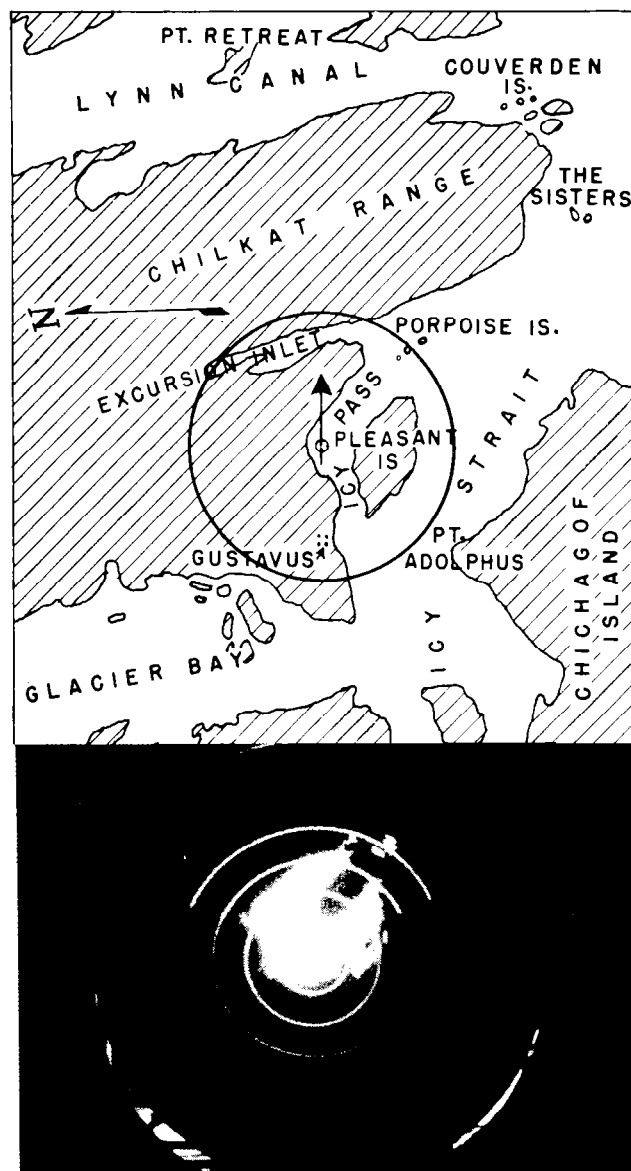 PT. RETREAT
LYNN CANAL
COUVERDEN
IS.
THE
SISTERS
CHILKAT RANGE
N
PORPOISE IS.
EXCURSION INLET
ICY PASS
PLEASANT
IS
STRAIT
GUSTAVUS
PT.
ADOLPHUS
CHICHAGOF
ISLAND
GLACIER BAY
ICY